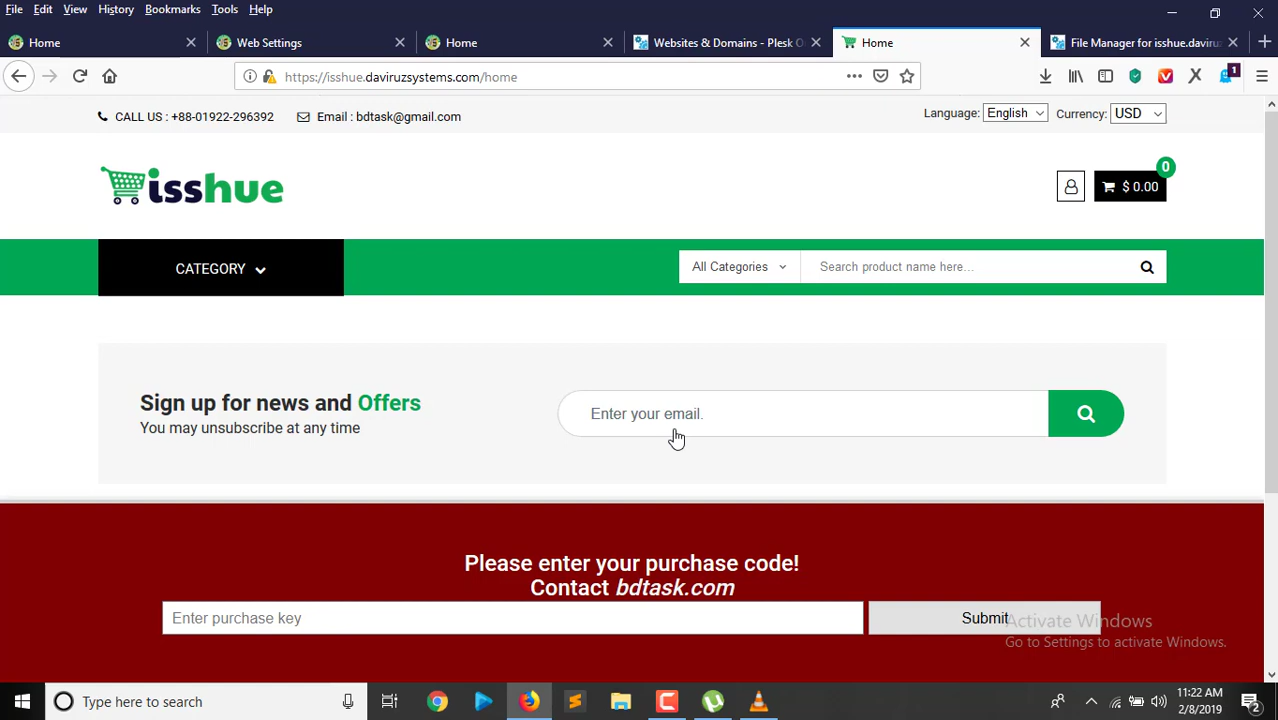 File Edit View History Bookmarks Tools Help
Home Web Settings Home Websites & Domains - Plesk O Home File Manager for isshue.daviruz
https://isshue.daviruzsystems.com/home
1
CALL US : +88-01922-296392 Email : bdtask@gmail.com Language: English Currency: USD
isshue
0
$ 0.00
CATEGORY All Categories Search product name here...
Sign up for news and Offers
You may unsubscribe at any time
Enter your email.
Please enter your purchase code!
Contact bdtask.com
Enter purchase key Submit
Activate Windows
Go to Settings to activate Windows.
Type here to search
11:22 AM
2/8/2019
2